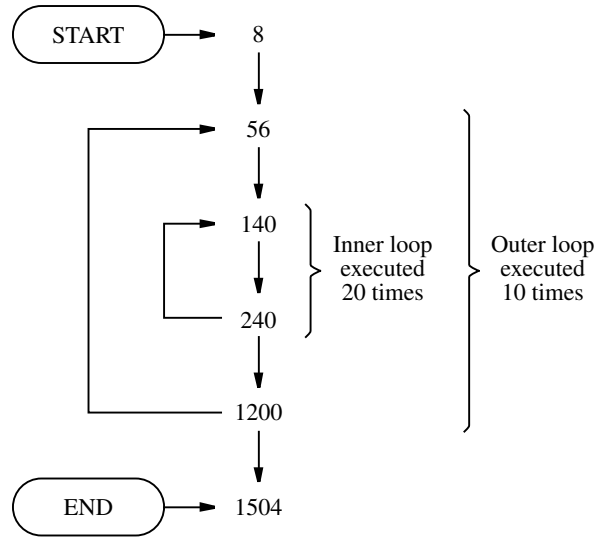 START
8
56
140
240
1200
END
1504
Inner loop
executed
20 times
Outer loop
executed
10 times